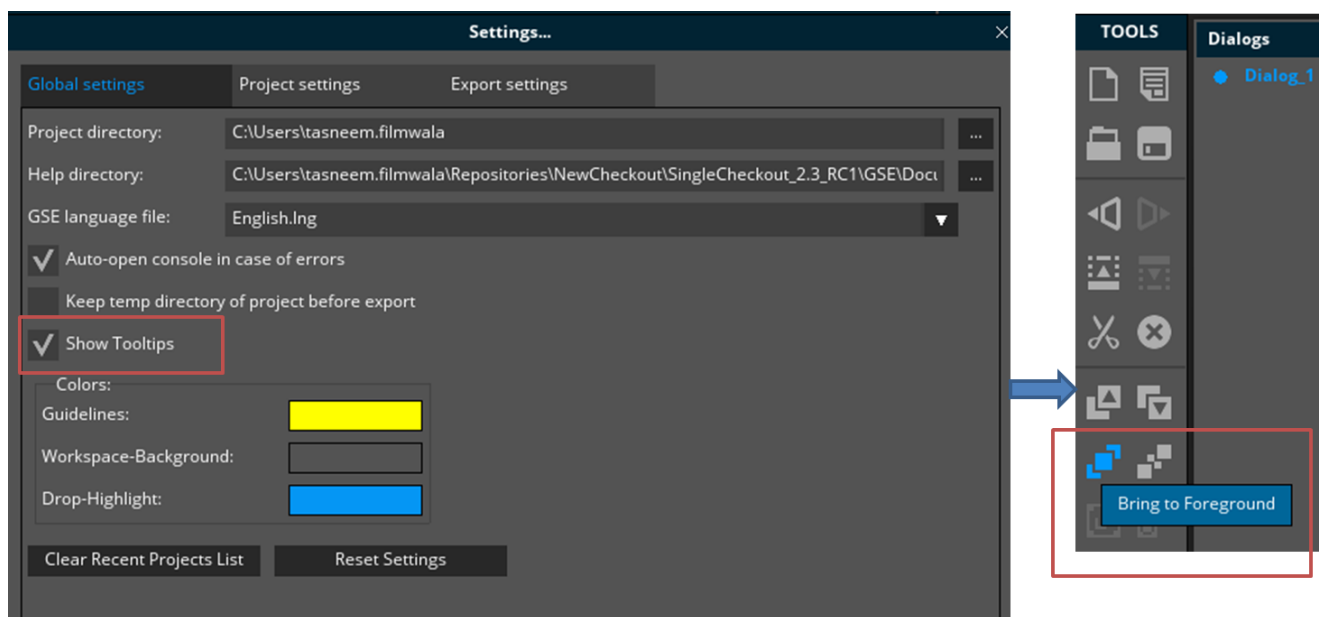 Settings...
Global settings
Project settings
Export settings
Project directory:
C:\Users\tasneem.filmwala
...
Help directory:
C:\Users\tasneem.filmwala\Repositories\NewCheckout\SingleCheckout_2.3_RC1\GSE\Docu
...
GSE language file:
English.lng
Auto-open console in case of errors
Keep temp directory of project before export
Show Tooltips
Colors:
Guidelines:
Workspace-Background:
Drop-Highlight:
Clear Recent Projects List
Reset Settings
TOOLS
Dialogs
Dialog_1
Bring to Foreground